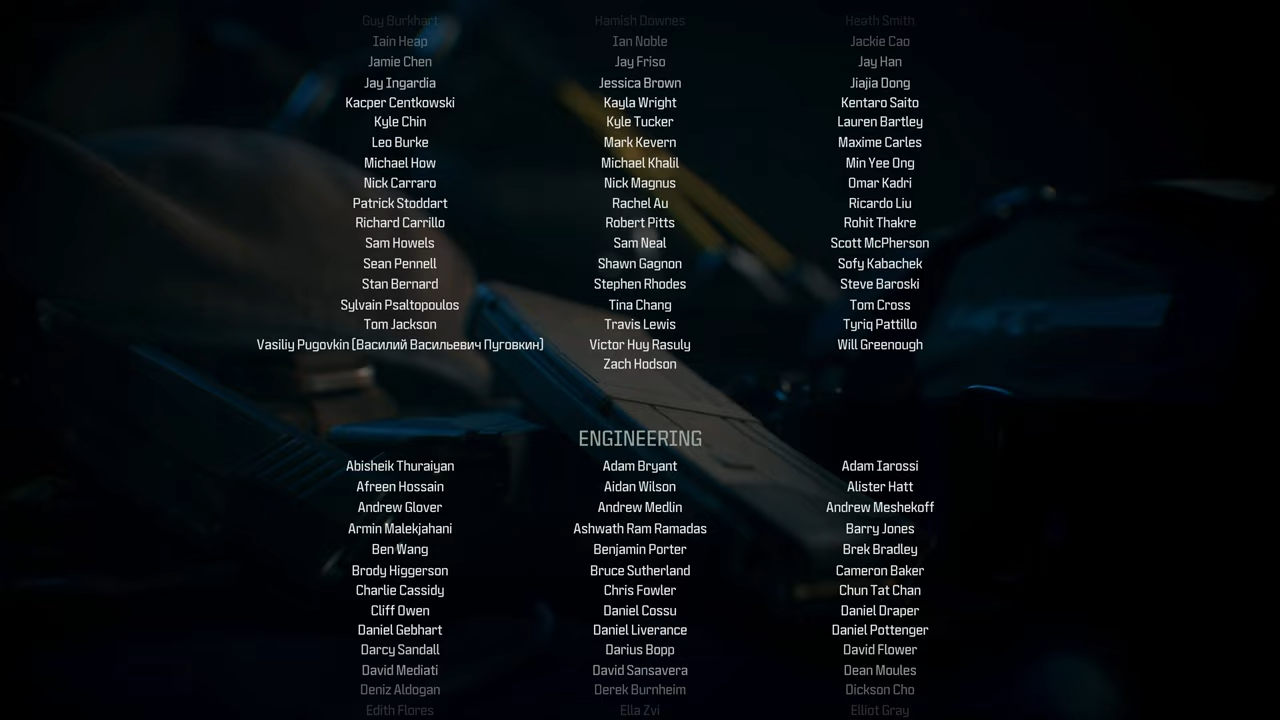 Guy Burkhart Hamish Downes Heath Smith
Iain Heap Ian Noble Jackie Cao
Jamie Chen Jay Friso Jay Han
Jay Ingardia Jessica Brown Jiajia Dong
Kacper Centkowski Kayla Wright Kentaro Saito
Kyle Chin Kyle Tucker Lauren Bartley
Leo Burke Mark Kevern Maxime Carles
Michael How Michael Khalil Min Yee Ong
Nick Carraro Nick Magnus Omar Kadri
Patrick Stoddart Rachel Au Ricardo Liu
Richard Carrillo Robert Pitts Rohit Thakre
Sam Howels Sam Neal Scott McPherson
Sean Pennell Shawn Gagnon Sofy Kabachek
Stan Bernard Stephen Rhodes Steve Baroski
Sylvain Psaltopoulos Tina Chang Tom Cross
Tom Jackson Travis Lewis Tyriq Pattillo
Vasiliy Pugovkin (Василий Васильевич Пуговкин) Victor Huy Rasuly Will Greenough
Zach Hodson
ENGINEERING
Abisheik Thuraiyan Adam Bryant Adam Iarossi
Afreen Hossain Aidan Wilson Alister Hatt
Andrew Glover Andrew Medlin Andrew Meshekoff
Armin Malekjahani Ashwath Ram Ramadas Barry Jones
Ben Wang Benjamin Porter Brek Bradley
Brody Higgerson Bruce Sutherland Cameron Baker
Charlie Cassidy Chris Fowler Chun Tat Chan
Cliff Owen Daniel Cossu Daniel Draper
Daniel Gebhart Daniel Liverance Daniel Pottenger
Darcy Sandall Darius Bopp David Flower
David Mediati David Sansavera Dean Moules
Deniz Aldogan Derek Burnheim Dickson Cho
Edith Flores Ella Zvi Elliot Gray